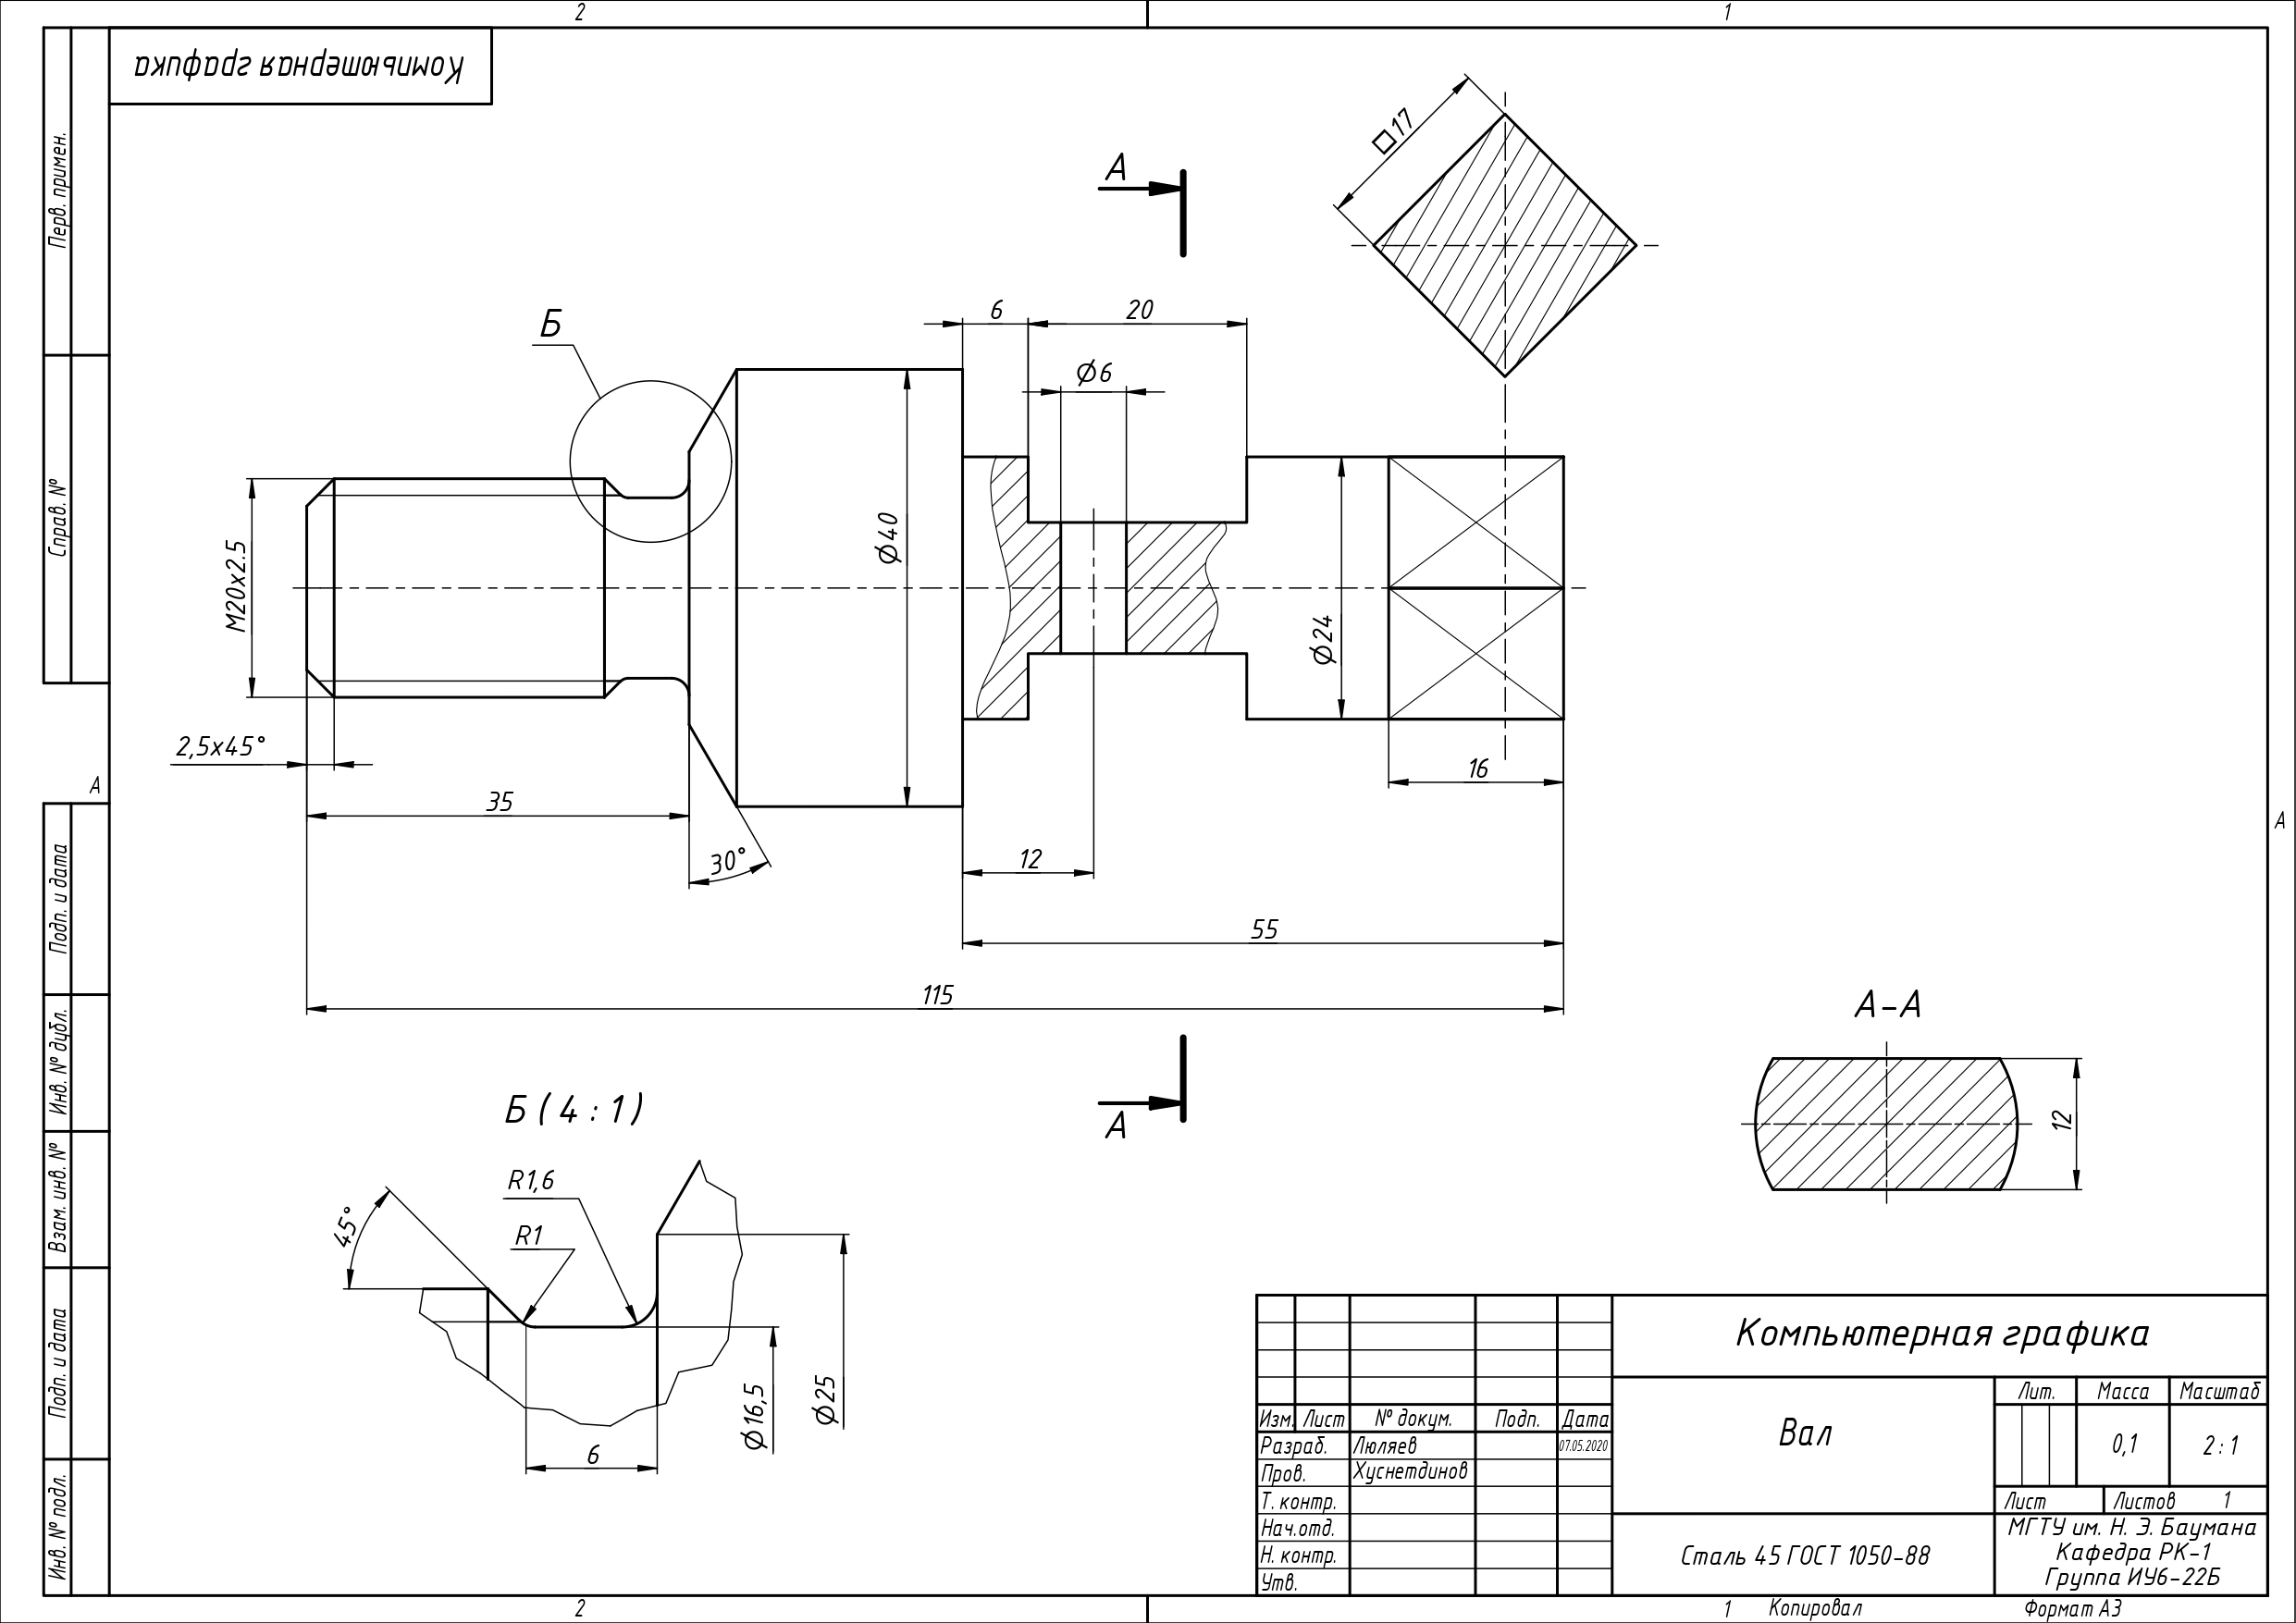 2
1
Компьютерная графика
Перв. примен.
Справ. №
А
Подп. и дата
Инв. № дубл.
Взам. инв. №
Подп. и дата
Инв. № подл.
А
□17
Б
6
20
Ø6
M20x2.5
Ø40
Ø24
2,5x45°
35
30°
12
16
55
115
А
А
А-А
12
Б ( 4 : 1 )
R1,6
R1
45°
Ø16,5
Ø25
6
Компьютерная графика
Лит. Масса Масштаб
Изм. Лист № докум. Подп. Дата
Вал
0,1
2 : 1
Разраб. Люляев 07.05.2020
Пров. Хуснетдинов
Т. контр.
Лист Листов 1
Нач.отд.
Н. контр.
Утв.
Сталь 45 ГОСТ 1050-88
МГТУ им. Н. Э. Баумана
Кафедра РК-1
Группа ИУ6-22Б
2
1
Копировал
Формат А3